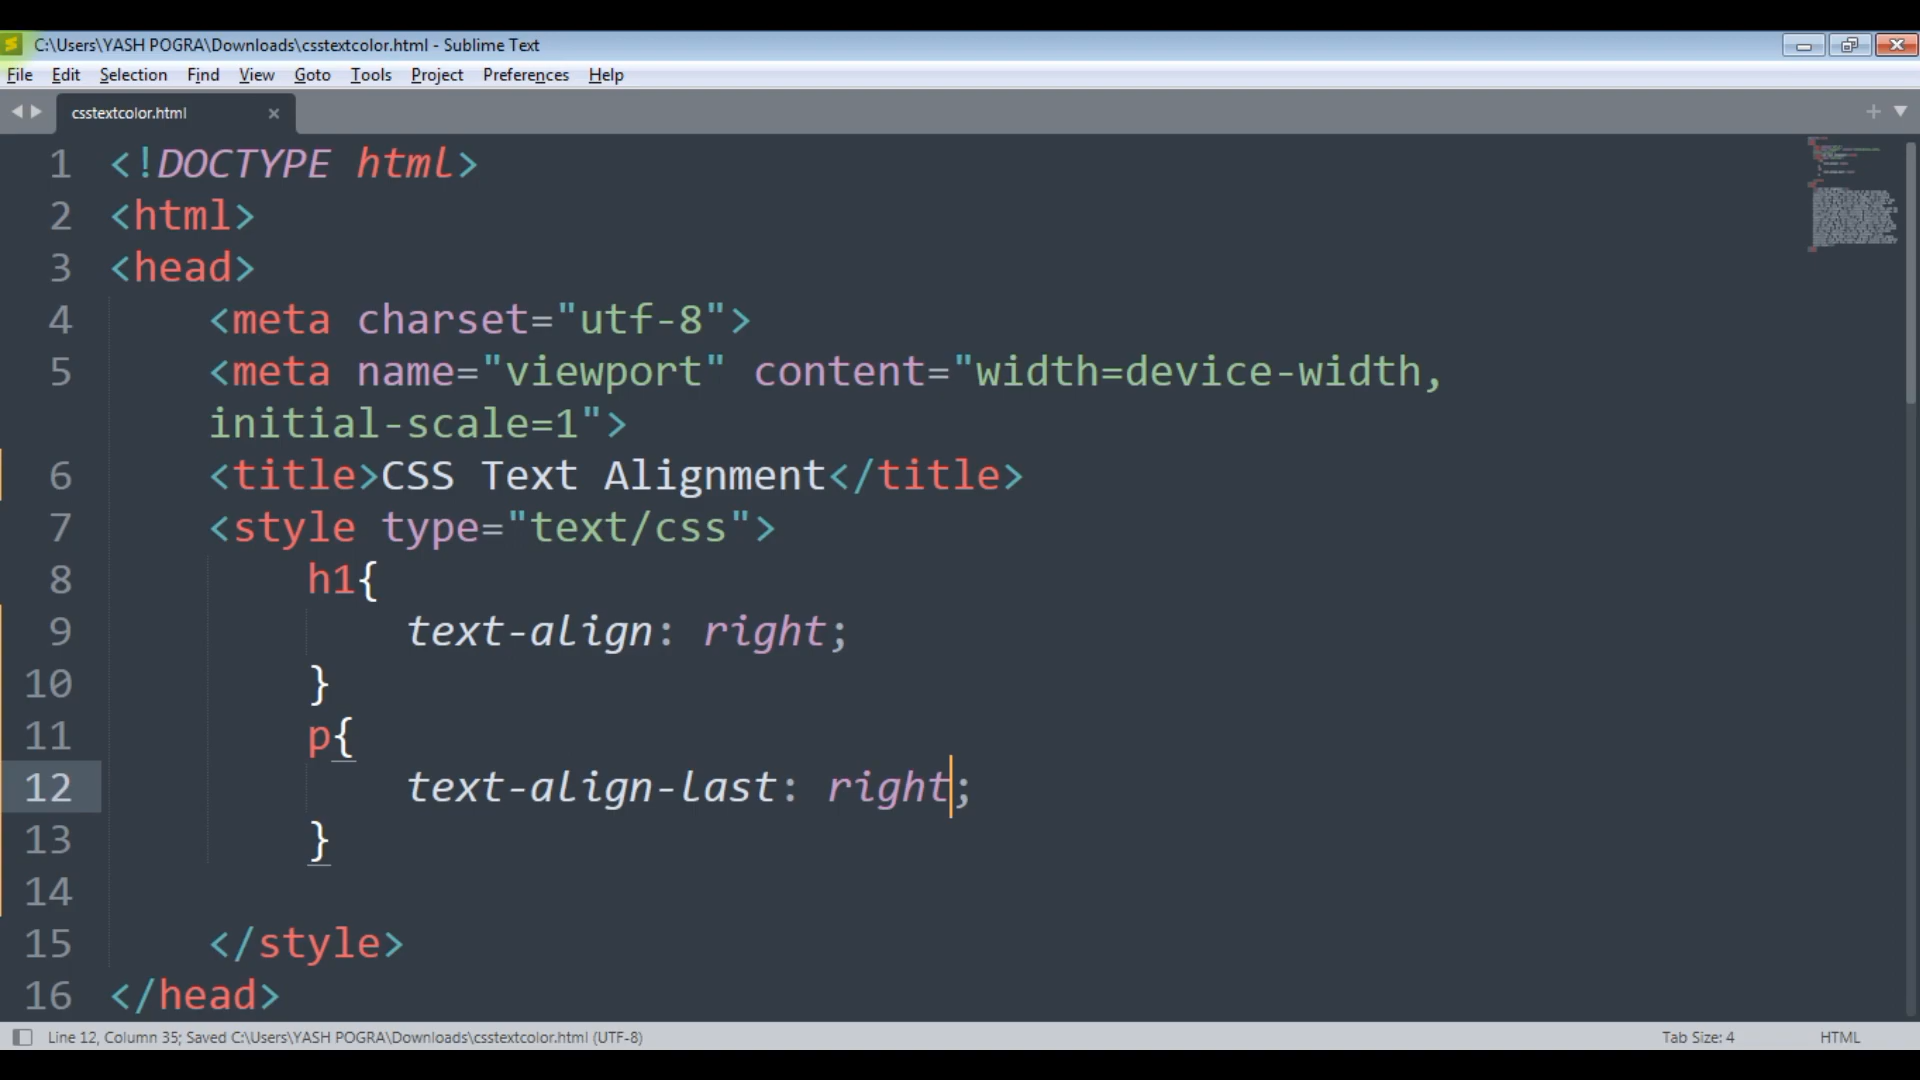 C:\Users\YASH POGRA\Downloads\csstextcolor.html - Sublime Text
File Edit Selection Find View Goto Tools Project Preferences Help
csstextcolor.html
1 <!DOCTYPE html>
2 <html>
3 <head>
4 <meta charset="utf-8">
5 <meta name="viewport" content="width=device-width,
initial-scale=1">
6 <title>CSS Text Alignment</title>
7 <style type="text/css">
8 h1{
9 text-align: right;
10 }
11 p{
12 text-align-last: right;
13 }
14
15 </style>
16 </head>
Line 12, Column 35; Saved C:\Users\YASH POGRA\Downloads\csstextcolor.html (UTF-8) Tab Size: 4 HTML